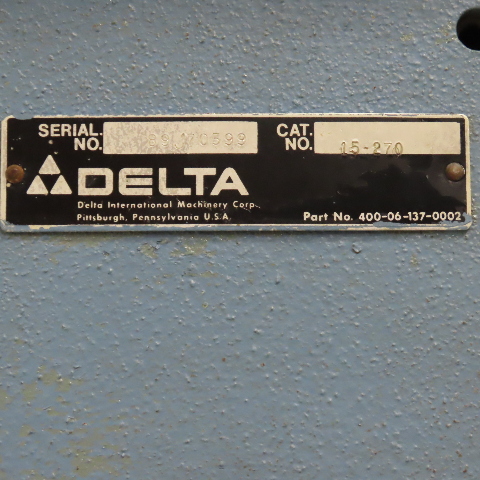 SERIAL. NO.
CAT. NO. 15-270
DELTA
Delta International Machinery Corp.
Pittsburgh, Pennsylvania U.S.A.
Part No. 400-06-137-0002